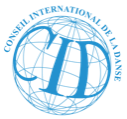 CONSEIL INTERNATIONAL DE LA DANSE
CID